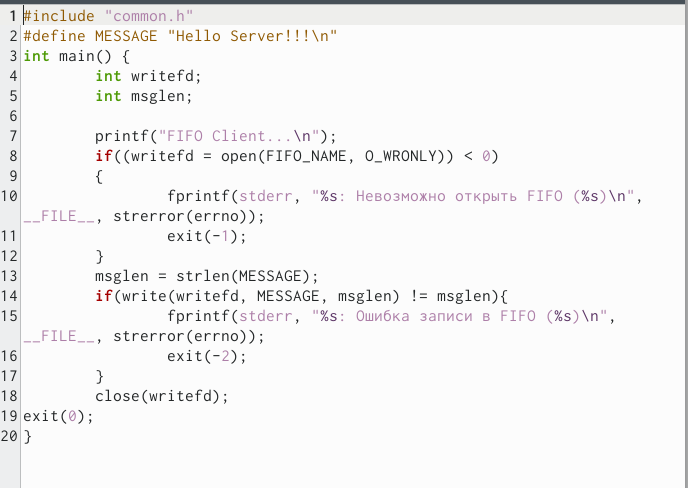 1 #include "common.h"
2 #define MESSAGE "Hello Server!!!\n"
3 int main() {
4         int writefd;
5         int msglen;
6
7         printf("FIFO Client...\n");
8         if((writefd = open(FIFO_NAME, O_WRONLY)) < 0)
9         {
10                 fprintf(stderr, "%s: Невозможно открыть FIFO (%s)\n",
__FILE__, strerror(errno));
11                 exit(-1);
12         }
13         msglen = strlen(MESSAGE);
14         if(write(writefd, MESSAGE, msglen) != msglen){
15                 fprintf(stderr, "%s: Ошибка записи в FIFO (%s)\n",
__FILE__, strerror(errno));
16                 exit(-2);
17         }
18         close(writefd);
19 exit(0);
20 }